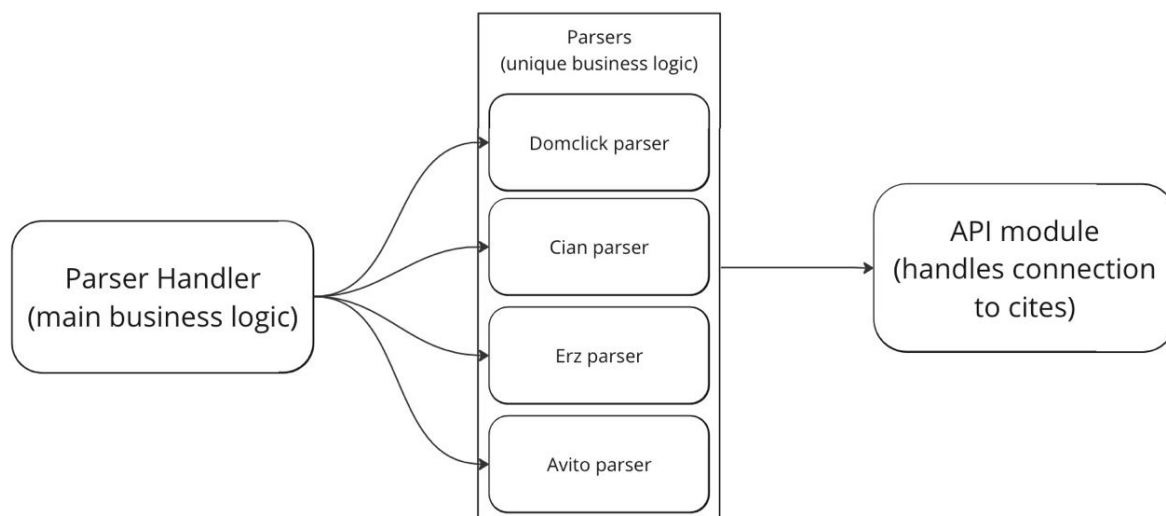 Parsers
(unique business logic)
Domclick parser
Cian parser
Erz parser
Avito parser
Parser Handler
(main business logic)
API module
(handles connection
to cites)